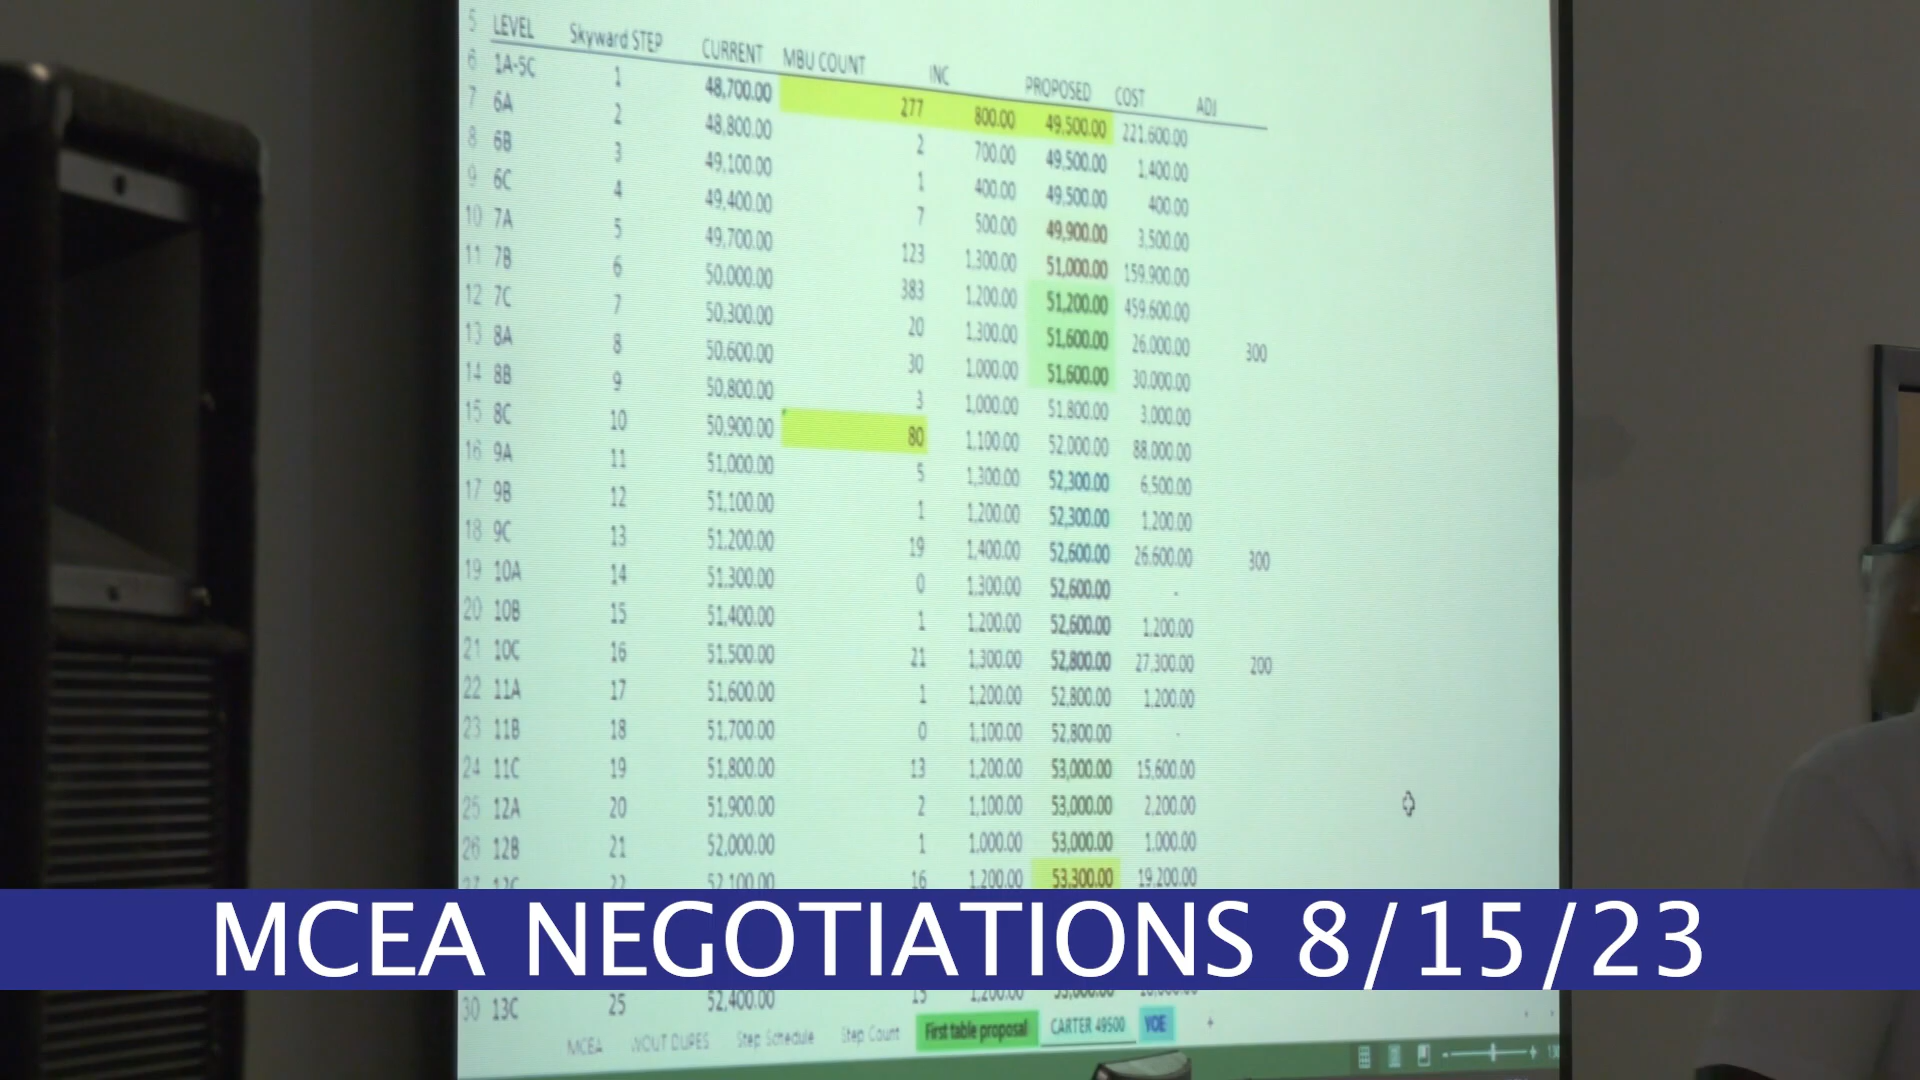 5 LEVEL Skyward STEP CURRENT MBU COUNT INC PROPOSED COST ADJ
6 1A-5C 1 48,700.00 277 800.00 49,500.00 221,600.00
7 6A 2 48,800.00 2 700.00 49,500.00 1,400.00
8 6B 3 49,100.00 1 400.00 49,500.00 400.00
9 6C 4 49,400.00 7 500.00 49,900.00 3,500.00
10 7A 5 49,700.00 123 1,300.00 51,000.00 159,900.00
11 7B 6 50,000.00 383 1,200.00 51,200.00 459,600.00
12 7C 7 50,300.00 20 1,300.00 51,600.00 26,000.00 300
13 8A 8 50,600.00 30 1,000.00 51,600.00 30,000.00
14 8B 9 50,800.00 3 1,000.00 51,800.00 3,000.00
15 8C 10 50,900.00 80 1,100.00 52,000.00 88,000.00
16 9A 11 51,000.00 5 1,300.00 52,300.00 6,500.00
17 9B 12 51,100.00 1 1,200.00 52,300.00 1,200.00
18 9C 13 51,200.00 19 1,400.00 52,600.00 26,600.00 300
19 10A 14 51,300.00 0 1,300.00 52,600.00 -
20 10B 15 51,400.00 1 1,200.00 52,600.00 1,200.00
21 10C 16 51,500.00 21 1,300.00 52,800.00 27,300.00 200
22 11A 17 51,600.00 1 1,200.00 52,800.00 1,200.00
23 11B 18 51,700.00 0 1,100.00 52,800.00 -
24 11C 19 51,800.00 13 1,200.00 53,000.00 15,600.00
25 12A 20 51,900.00 2 1,100.00 53,000.00 2,200.00
26 12B 21 52,000.00 1 1,000.00 53,000.00 1,000.00
27 12C 22 52,100.00 16 1,200.00 53,300.00 19,200.00
MCEA NEGOTIATIONS 8/15/23
30 13C 25 52,400.00 15 1,200.00
MCEA WOUT DUPES Step Schedule Step Count First table proposal CARTER 49500 YOE +